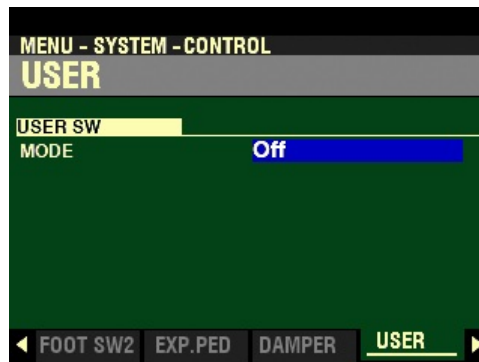 MENU - SYSTEM - CONTROL
USER
USER SW
MODE Off
FOOT SW2 EXP.PED DAMPER USER